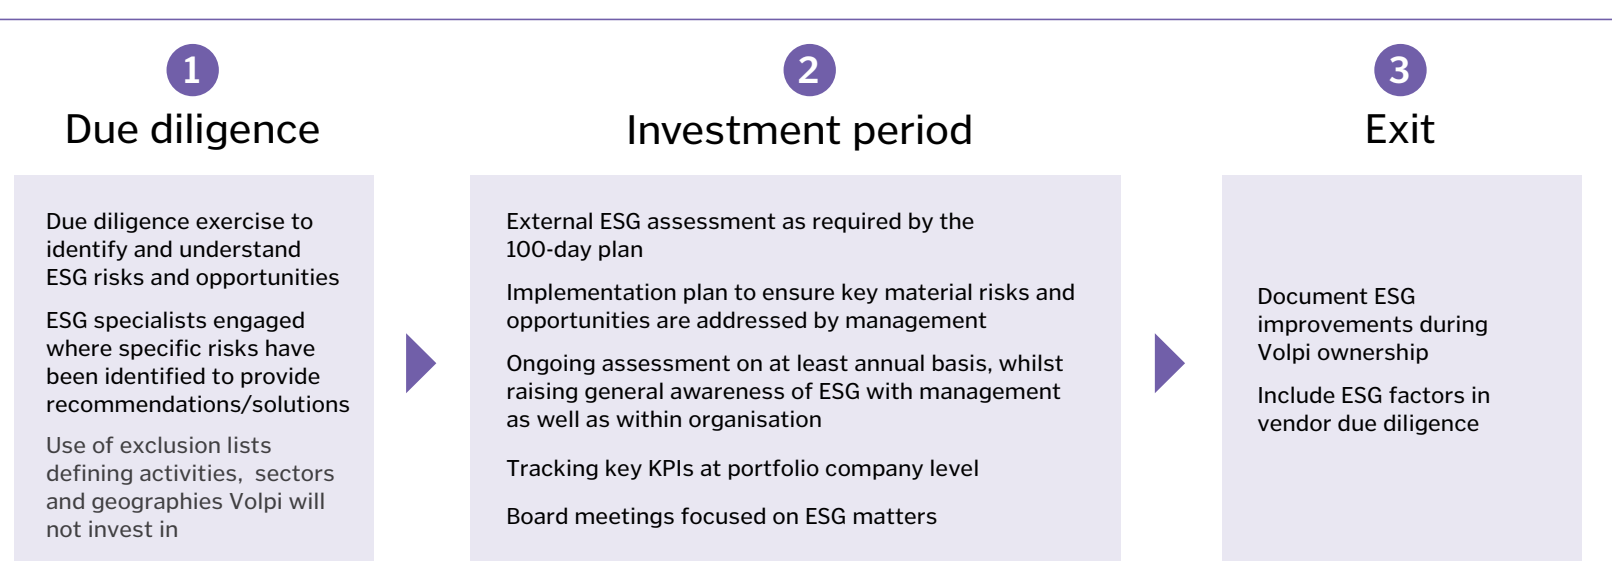 1
Due diligence
Due diligence exercise to
identify and understand
ESG risks and opportunities
ESG specialists engaged
where specific risks have
been identified to provide
recommendations/solutions
Use of exclusion lists
defining activities,  sectors
and geographies Volpi will
not invest in
2
Investment period
External ESG assessment as required by the
100-day plan
Implementation plan to ensure key material risks and
opportunities are addressed by management
Ongoing assessment on at least annual basis, whilst
raising general awareness of ESG with management
as well as within organisation
Tracking key KPIs at portfolio company level
Board meetings focused on ESG matters
3
Exit
Document ESG
improvements during
Volpi ownership
Include ESG factors in
vendor due diligence